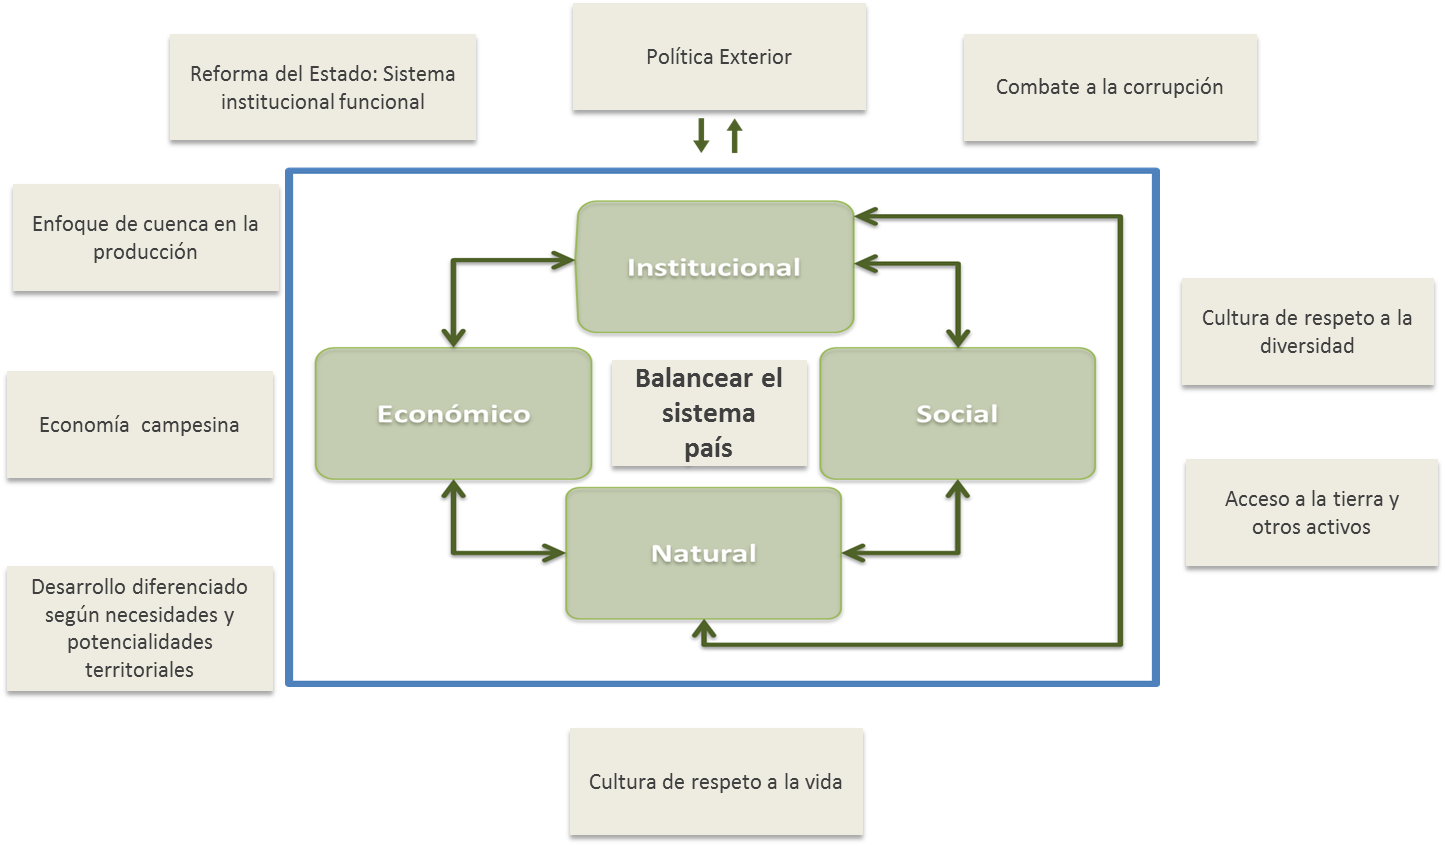 Política Exterior
Reforma del Estado: Sistema
institucional funcional
Combate a la corrupción
Enfoque de cuenca en la
producción
Institucional
Cultura de respeto a la
diversidad
Economía campesina
Económico
Balancear el
sistema
país
Social
Acceso a la tierra y
otros activos
Natural
Desarrollo diferenciado
según necesidades y
potencialidades
territoriales
Cultura de respeto a la vida